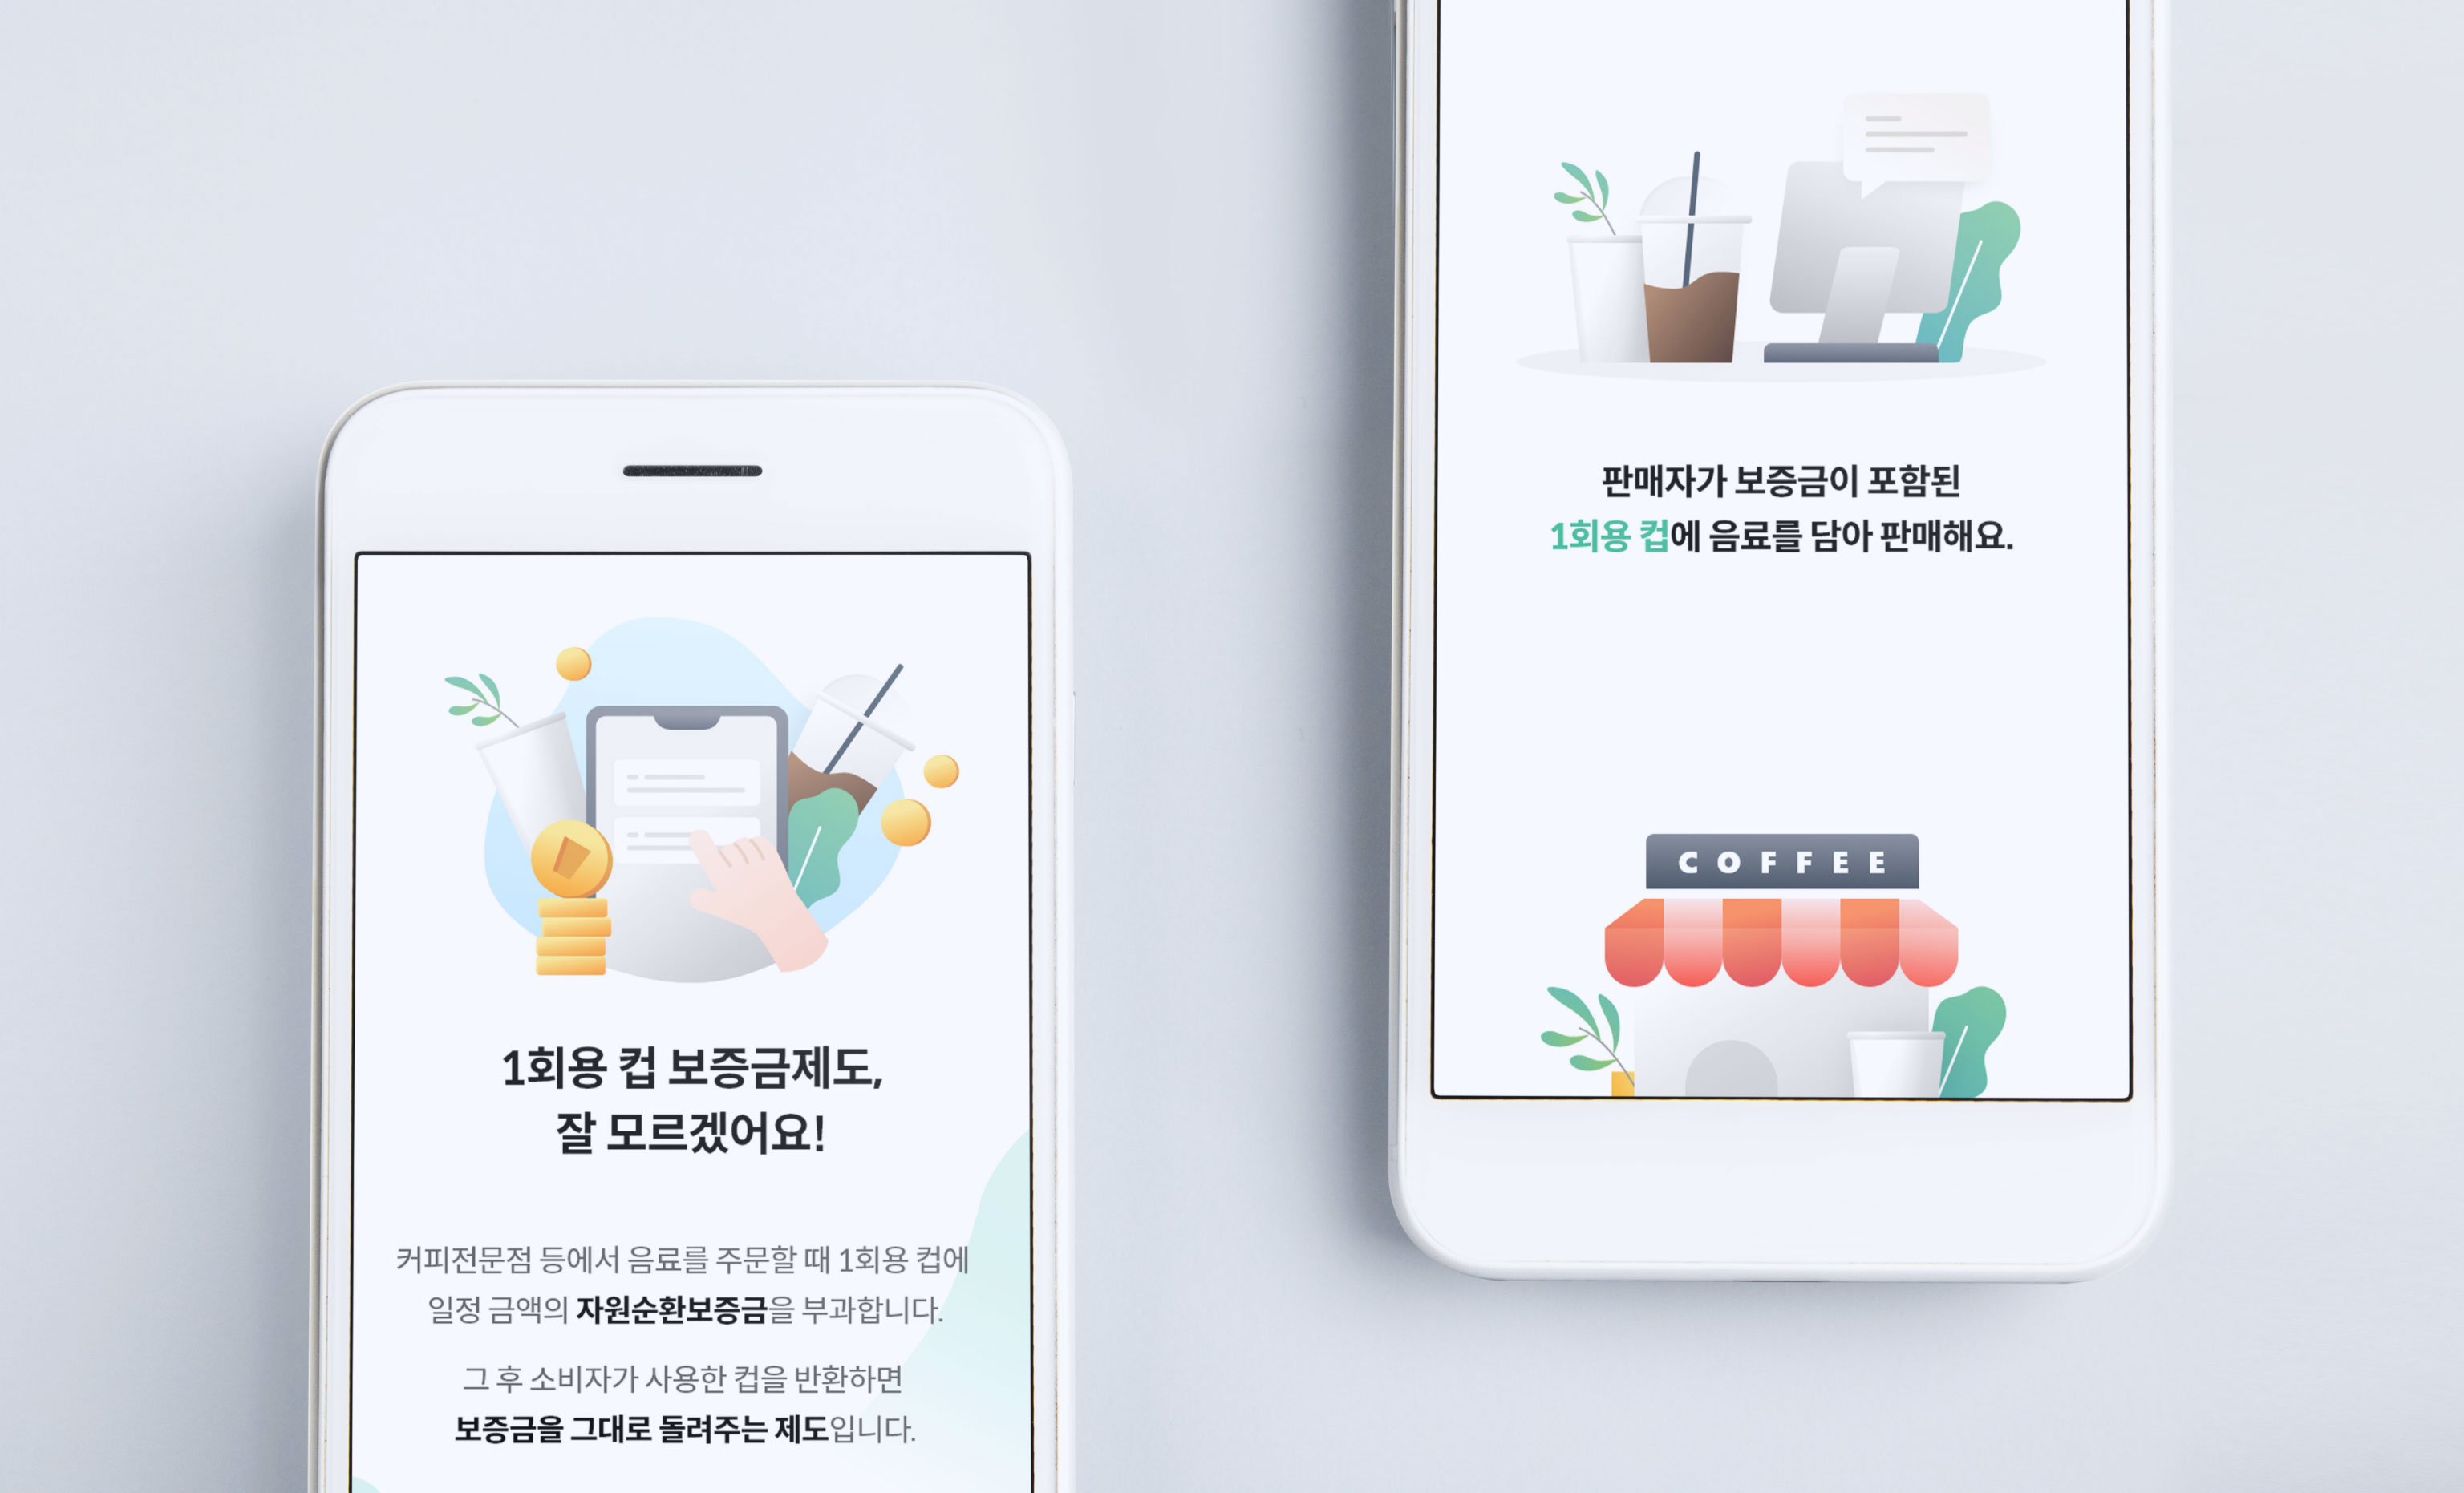 1회용 컵 보증금제도,
잘 모르겠어요!
커피전문점 등에서 음료를 주문할 때 1회용 컵에
일정 금액의 자원순환보증금을 부과합니다.
그 후 소비자가 사용한 컵을 반환하면
보증금을 그대로 돌려주는 제도입니다.
판매자가 보증금이 포함된
1회용 컵에 음료를 담아 판매해요.
COFFEE